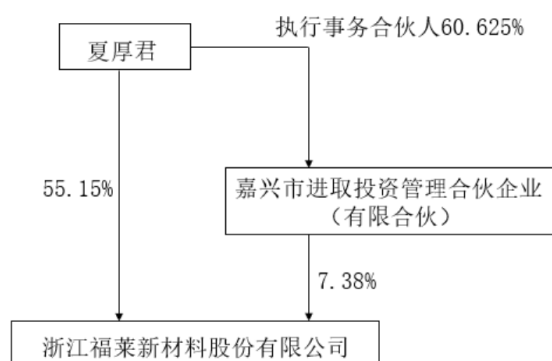 执行事务合伙人60.625%
夏厚君
55.15%
嘉兴市进取投资管理合伙企业
（有限合伙）
7.38%
浙江福莱新材料股份有限公司